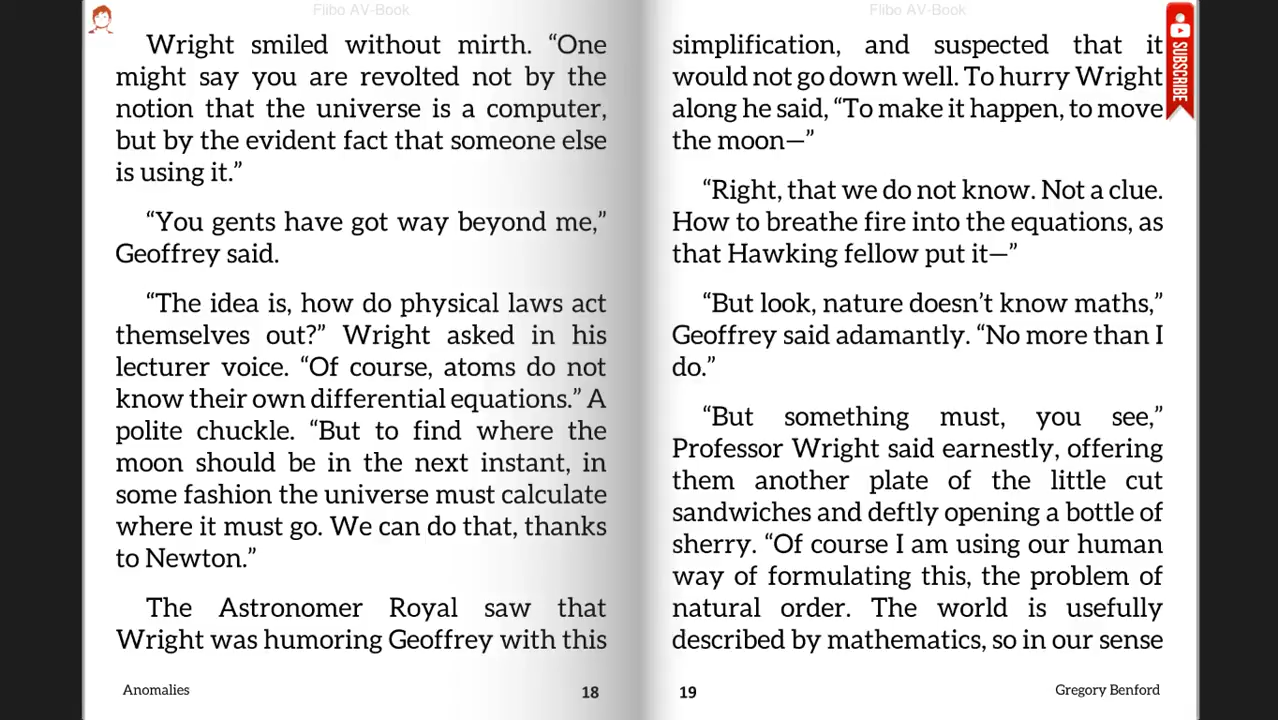 Flibo AV-Book
Wright smiled without mirth. “One
might say you are revolted not by the
notion that the universe is a computer,
but by the evident fact that someone else
is using it.”
“You gents have got way beyond me,”
Geoffrey said.
“The idea is, how do physical laws act
themselves out?” Wright asked in his
lecturer voice. “Of course, atoms do not
know their own differential equations.” A
polite chuckle. “But to find where the
moon should be in the next instant, in
some fashion the universe must calculate
where it must go. We can do that, thanks
to Newton.”
The Astronomer Royal saw that
Wright was humoring Geoffrey with this
Anomalies
18
Flibo AV-Book
simplification, and suspected that it
would not go down well. To hurry Wright
along he said, “To make it happen, to move
the moon—”
“Right, that we do not know. Not a clue.
How to breathe fire into the equations, as
that Hawking fellow put it—”
“But look, nature doesn’t know maths,”
Geoffrey said adamantly. “No more than I
do.”
“But something must, you see,”
Professor Wright said earnestly, offering
them another plate of the little cut
sandwiches and deftly opening a bottle of
sherry. “Of course I am using our human
way of formulating this, the problem of
natural order. The world is usefully
described by mathematics, so in our sense
19
Gregory Benford
SUBSCRIBE